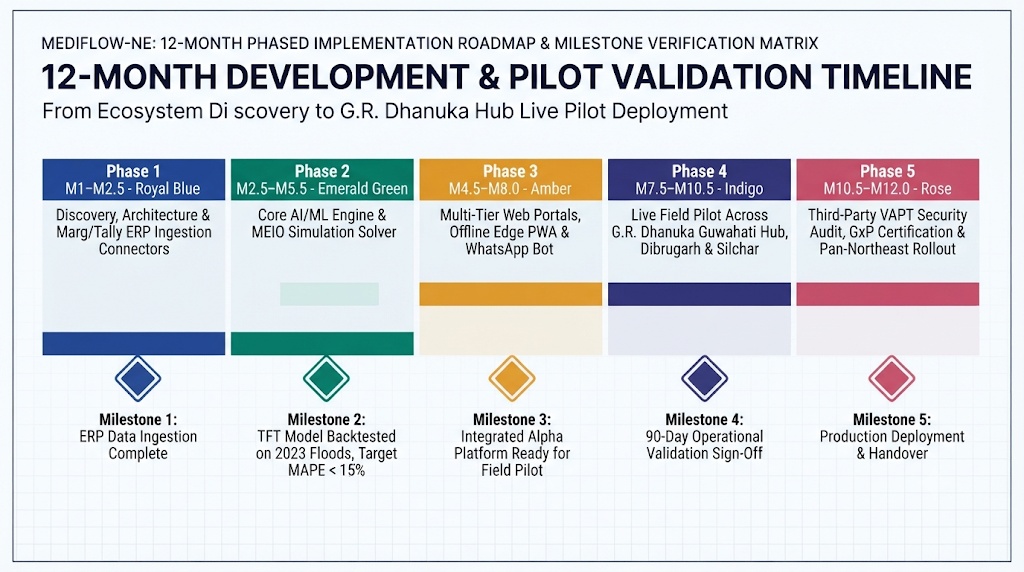 MEDIFLOW-NE: 12-MONTH PHASED IMPLEMENTATION ROADMAP & MILESTONE VERIFICATION MATRIX
12-MONTH DEVELOPMENT & PILOT VALIDATION TIMELINE
From Ecosystem Di scovery to G.R. Dhanuka Hub Live Pilot Deployment
Phase 1
M1–M2.5 - Royal Blue
Discovery, Architecture &
Marg/Tally ERP Ingestion
Connectors
Phase 2
M2.5–M5.5 - Emerald Green
Core AI/ML Engine &
MEIO Simulation Solver
Phase 3
M4.5–M8.0 - Amber
Multi-Tier Web Portals,
Offline Edge PWA &
WhatsApp Bot
Phase 4
M7.5–M10.5 - Indigo
Live Field Pilot Across
G.R. Dhanuka Guwahati Hub,
Dibrugarh & Silchar
Phase 5
M10.5–M12.0 - Rose
Third-Party VAPT Security
Audit, GxP Certification &
Pan-Northeast Rollout
Milestone 1:
ERP Data Ingestion
Complete
Milestone 2:
TFT Model Backtested
on 2023 Floods, Target
MAPE < 15%
Milestone 3:
Integrated Alpha
Platform Ready for
Field Pilot
Milestone 4:
90-Day Operational
Validation Sign-Off
Milestone 5:
Production Deployment
& Handover